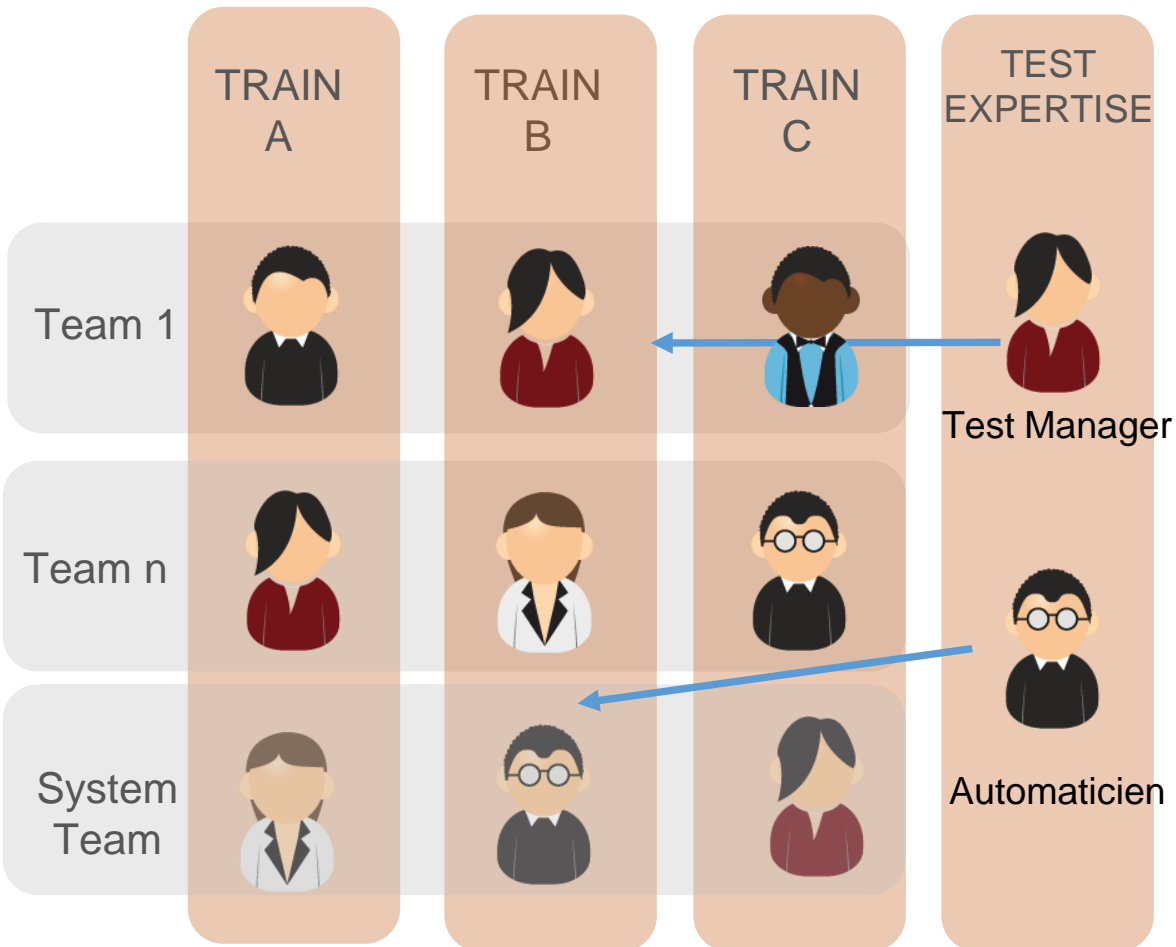 TRAIN
A
TRAIN
B
TRAIN
C
TEST
EXPERTISE
Team 1
Test Manager
Team n
System
Team
Automaticien